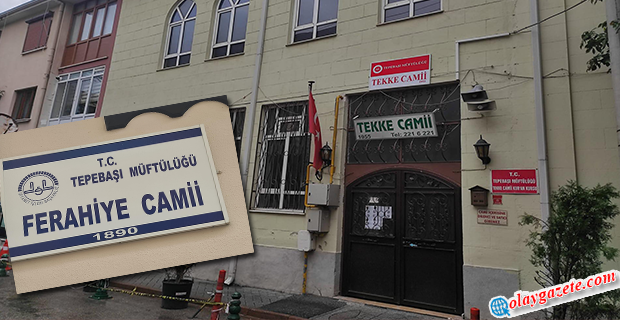 T.C.
TEPEBAŞI MÜFTÜLÜĞÜ
FERAHİYE CAMİİ
1890
TEPEBAŞI MÜFTÜLÜĞÜ
TEKKE CAMİİ
TEKKE CAMİİ
Tel: 221 6 221
T.C.
TEPEBAŞI MÜFTÜLÜĞÜ
olaygazete.com